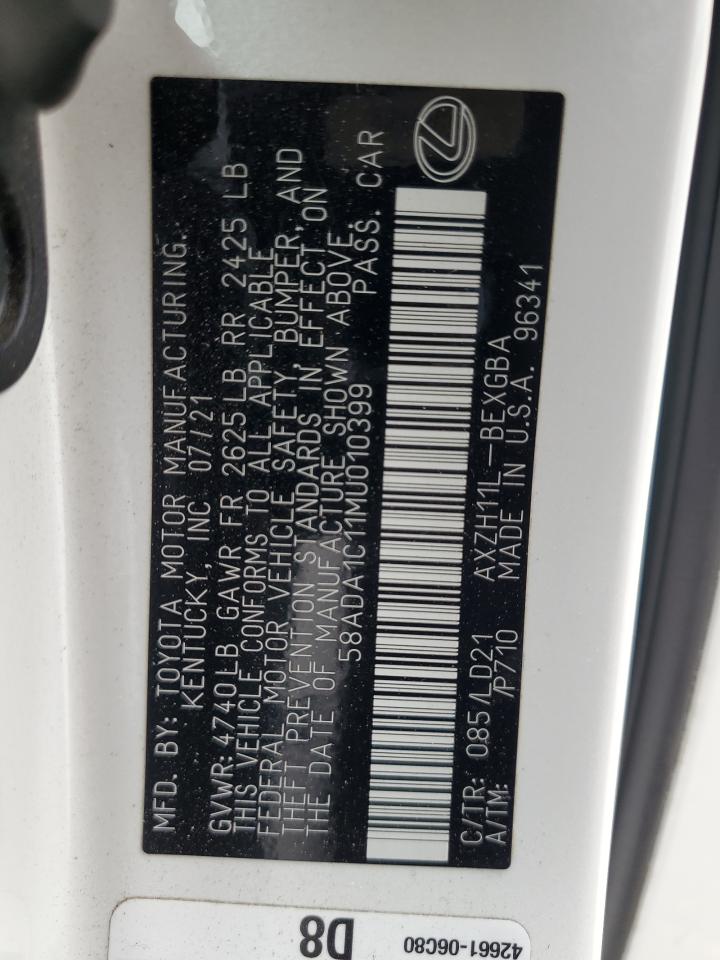 MFD. BY: TOYOTA MOTOR MANUFACTURING.
KENTUCKY, INC 07/21
GVWR: 4740LB GAWR FR 2625LB RR 2425 LB
THIS VEHICLE CONFORMS TO ALL APPLICABLE
FEDERAL MOTOR VEHICLE SAFETY, BUMPER, AND
THEFT PREVENTION STANDARDS IN EFFECT ON
THE DATE OF MANUFACTURE SHOWN ABOVE.
58ADA1C11MU010399 PASS. CAR
C/TR: 085/LD21 AXZH11L-BEXGBA
A/TM: /P710 MADE IN U.S.A. 96341
D8
42661-06C80